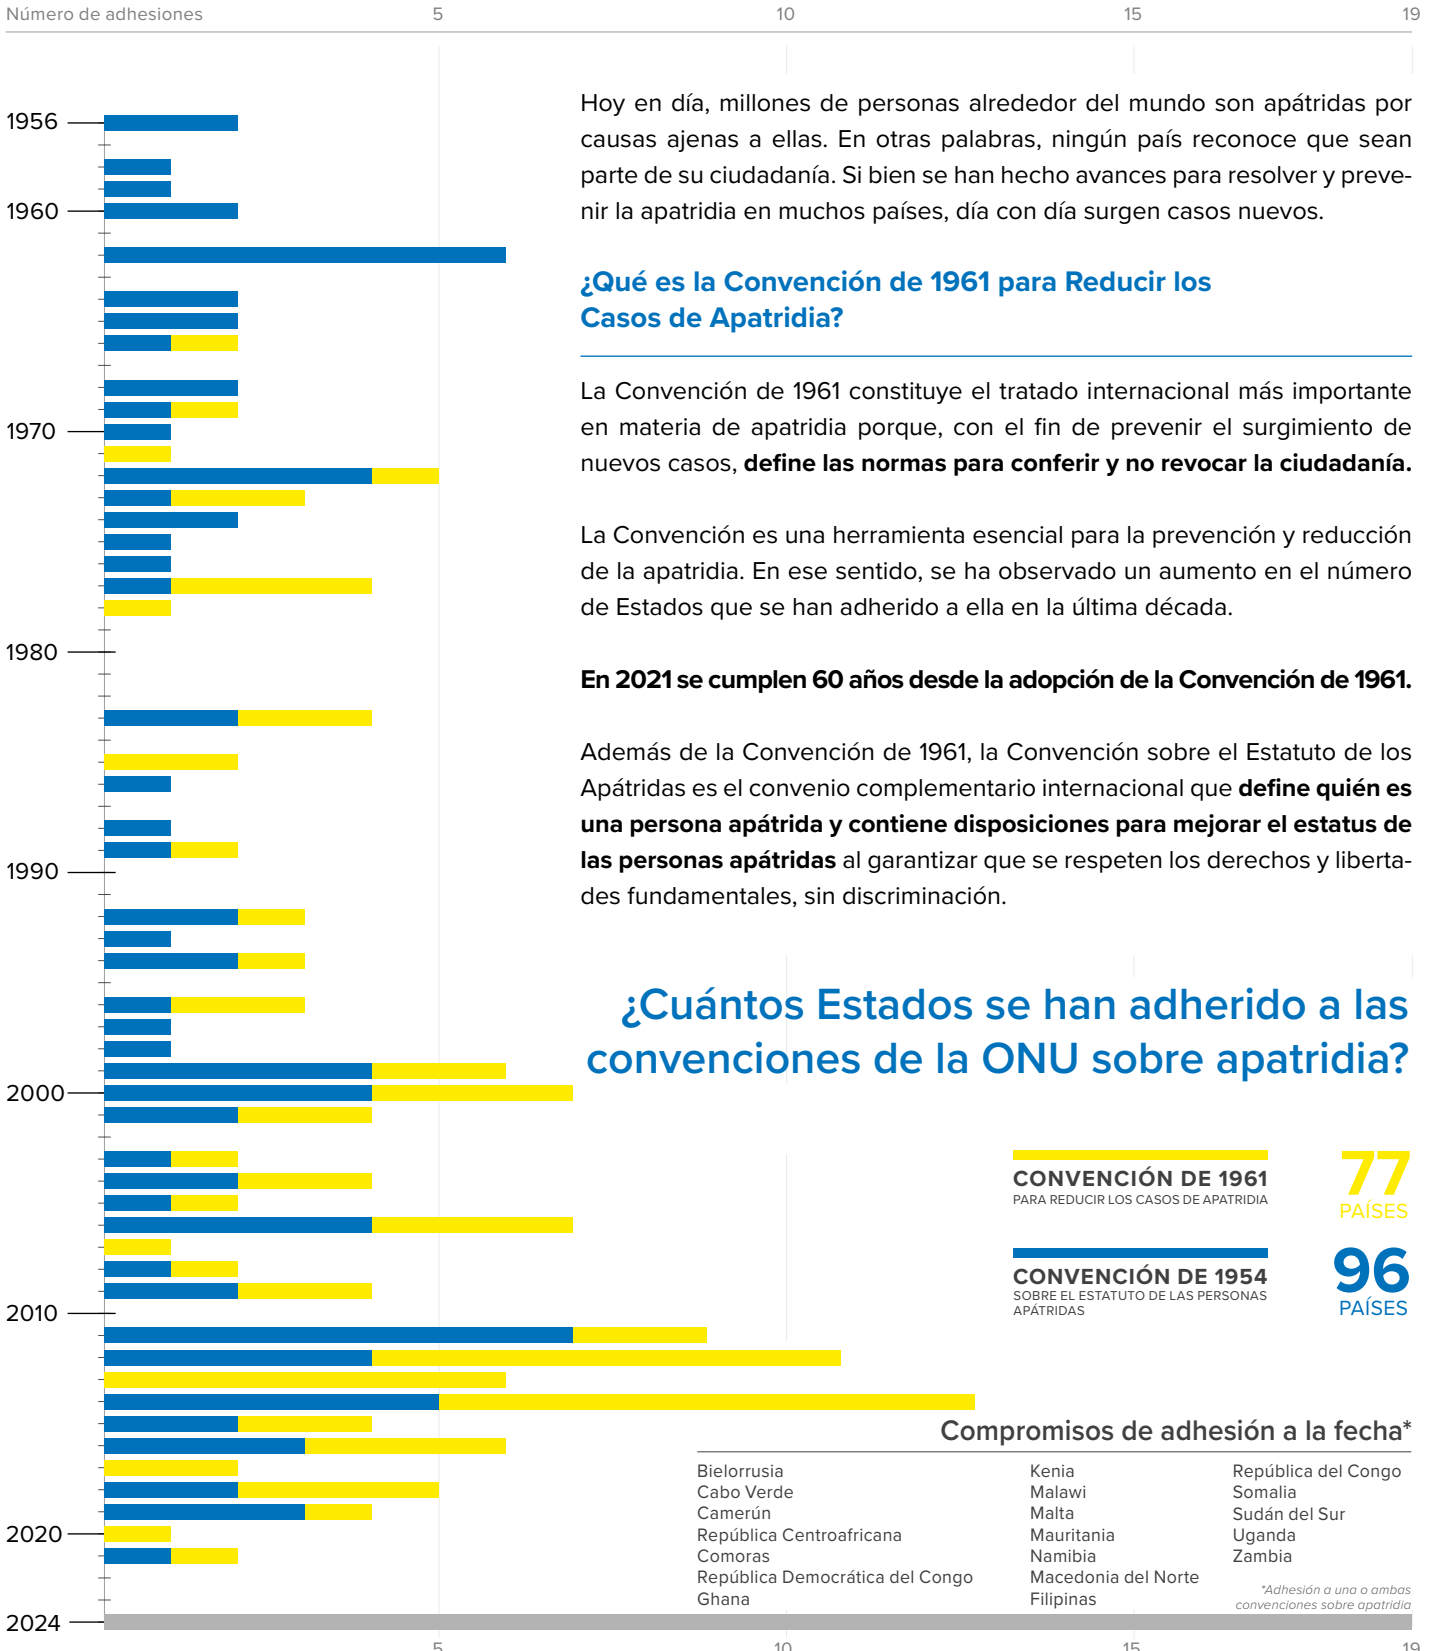 Número de adhesiones 5 10 15 19
Hoy en día, millones de personas alrededor del mundo son apátridas por
causas ajenas a ellas. En otras palabras, ningún país reconoce que sean
parte de su ciudadanía. Si bien se han hecho avances para resolver y preve-
nir la apatridia en muchos países, día con día surgen casos nuevos.
¿Qué es la Convención de 1961 para Reducir los
Casos de Apatridia?
La Convención de 1961 constituye el tratado internacional más importante
en materia de apatridia porque, con el fin de prevenir el surgimiento de
nuevos casos, define las normas para conferir y no revocar la ciudadanía.
La Convención es una herramienta esencial para la prevención y reducción
de la apatridia. En ese sentido, se ha observado un aumento en el número
de Estados que se han adherido a ella en la última década.
En 2021 se cumplen 60 años desde la adopción de la Convención de 1961.
Además de la Convención de 1961, la Convención sobre el Estatuto de los
Apátridas es el convenio complementario internacional que define quién es
una persona apátrida y contiene disposiciones para mejorar el estatus de
las personas apátridas al garantizar que se respeten los derechos y liberta-
des fundamentales, sin discriminación.
¿Cuántos Estados se han adherido a las
convenciones de la ONU sobre apatridia?
CONVENCIÓN DE 1961
PARA REDUCIR LOS CASOS DE APATRIDIA
77
PAÍSES
CONVENCIÓN DE 1954
SOBRE EL ESTATUTO DE LAS PERSONAS
APÁTRIDAS
96
PAÍSES
1956
1960
1970
1980
1990
2000
2010
2020
2024
Compromisos de adhesión a la fecha*
Bielorrusia
Cabo Verde
Camerún
República Centroafricana
Comoras
República Democrática del Congo
Ghana
Kenia
Malawi
Malta
Mauritania
Namibia
Macedonia del Norte
Filipinas
República del Congo
Somalia
Sudán del Sur
Uganda
Zambia
*Adhesión a una o ambas
convenciones sobre apatridia
5 10 15 19